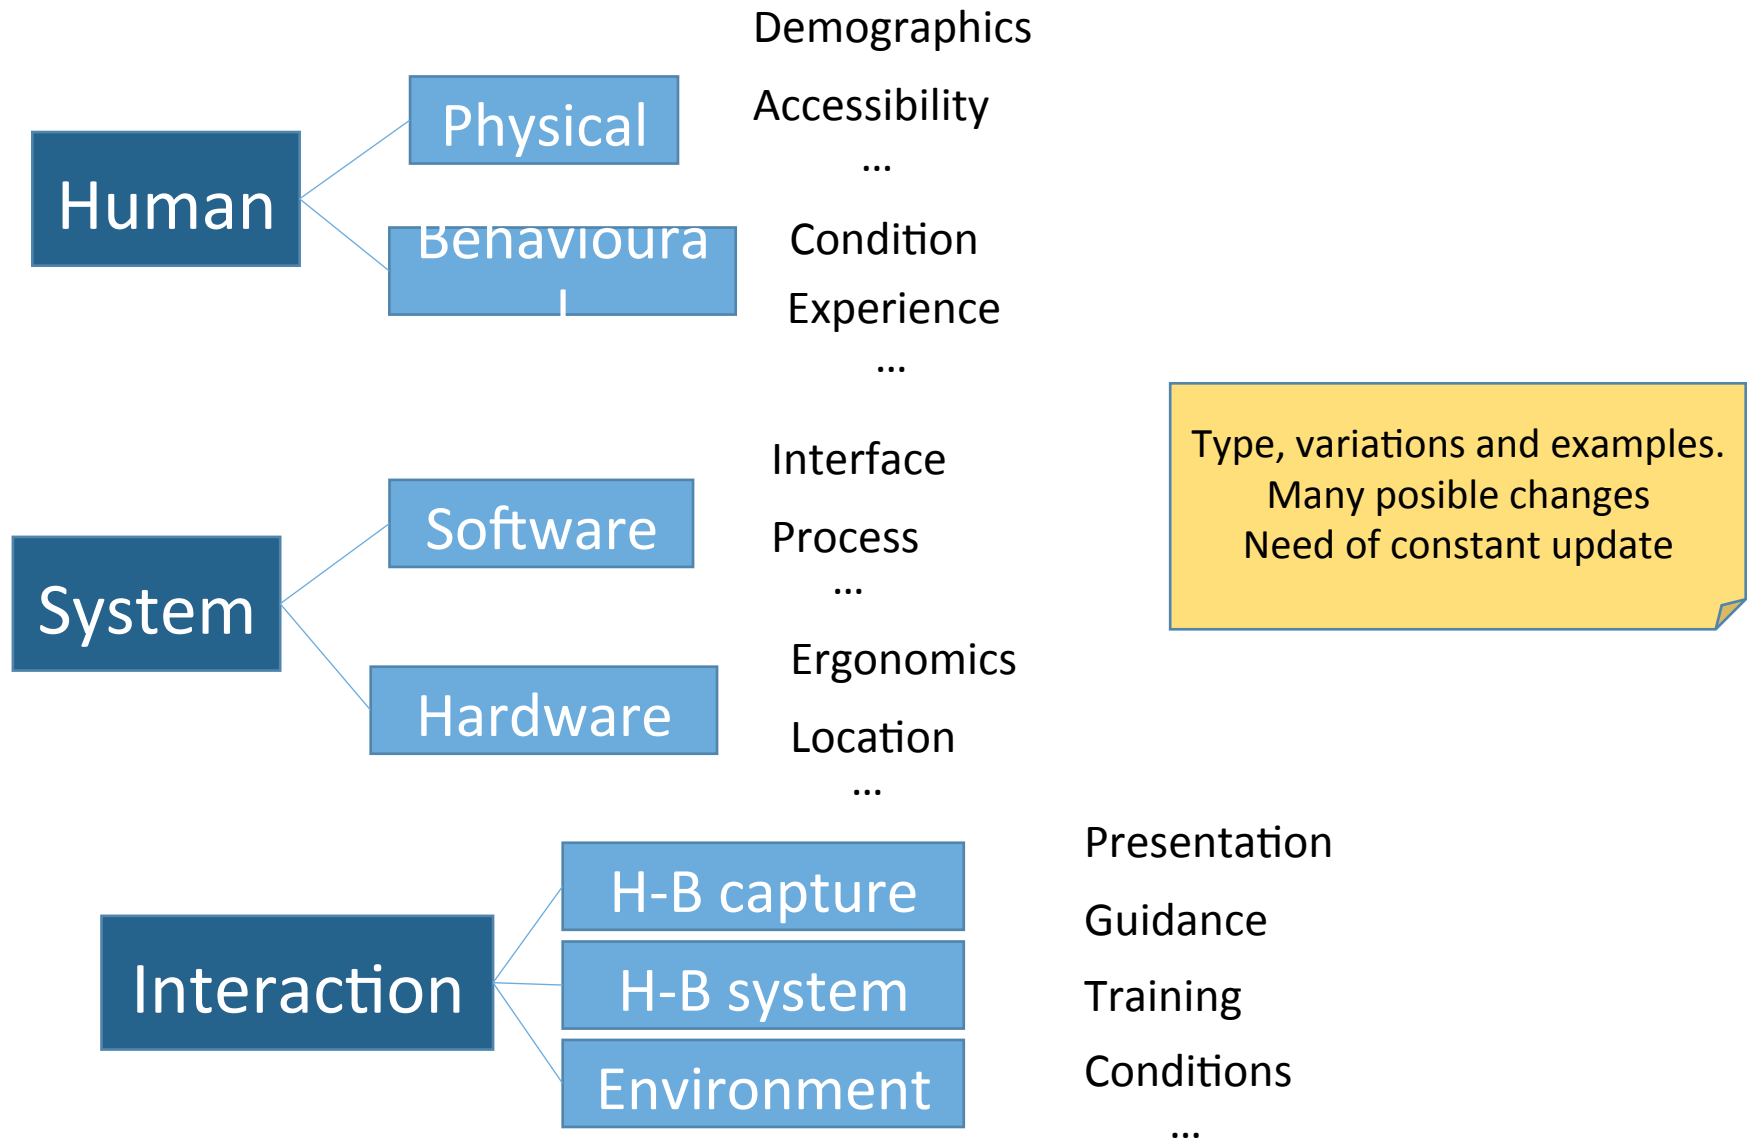 Demographics
Physical
Accessibility
...
Human
Behavioura
l
Condition
Experience
...
Type, variations and examples.
Many posible changes
Need of constant update
Interface
Software
Process
...
System
Ergonomics
Hardware
Location
...
Presentation
H-B capture
Guidance
Interaction
H-B system
Training
Environment
Conditions
...